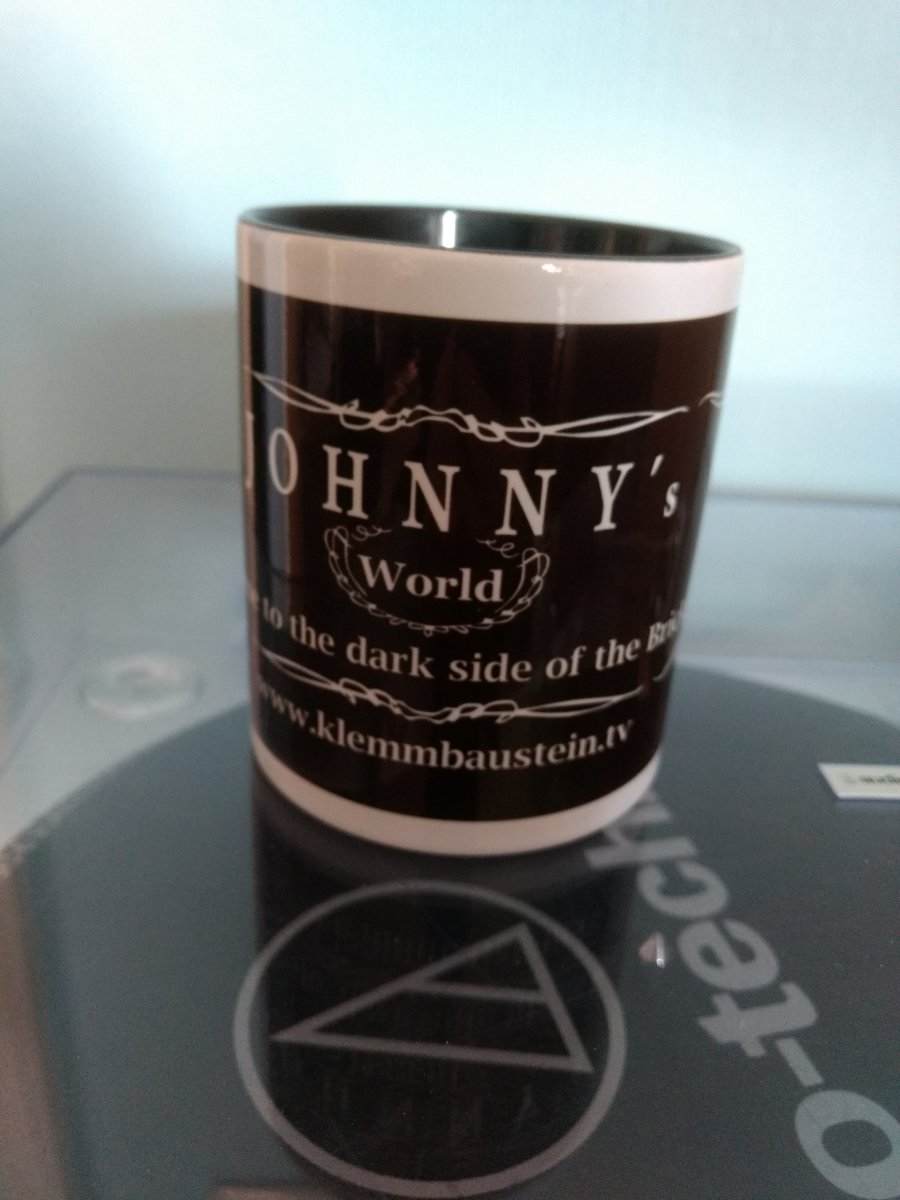 JOHNNY´s
World
to the dark side of the
www.klemmbaustein.tv
o-tech